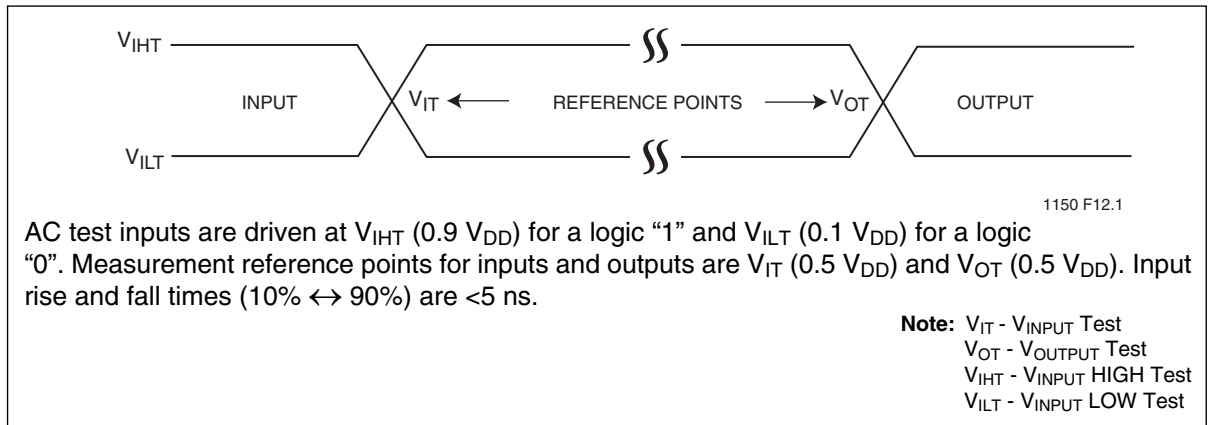 VIHT
INPUT VIT REFERENCE POINTS VOT OUTPUT
VILT
1150 F12.1
AC test inputs are driven at VIHT (0.9 VDD) for a logic “1” and VILT (0.1 VDD) for a logic
“0”. Measurement reference points for inputs and outputs are VIT (0.5 VDD) and VOT (0.5 VDD). Input
rise and fall times (10% ↔ 90%) are <5 ns.
Note: VIT - VINPUT Test
VOT - VOUTPUT Test
VIHT - VINPUT HIGH Test
VILT - VINPUT LOW Test